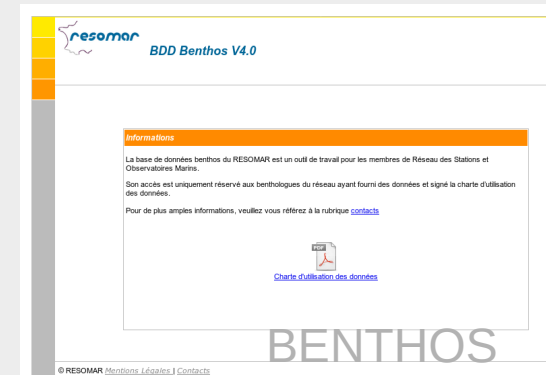 resomar
BDD Benthos V4.0
Informations
La base de données benthos du RESOMAR est un outil de travail pour les membres de Réseau des Stations et
Observatoires Marins.
Son accès est uniquement réservé aux benthologues du réseau ayant fourni des données et signé la charte d'utilisation
des données.
Pour de plus amples informations, veuillez vous référez à la rubrique contacts
PDF
Charte d'utilisation des données
BENTHOS
© RESOMAR Mentions Légales | Contacts